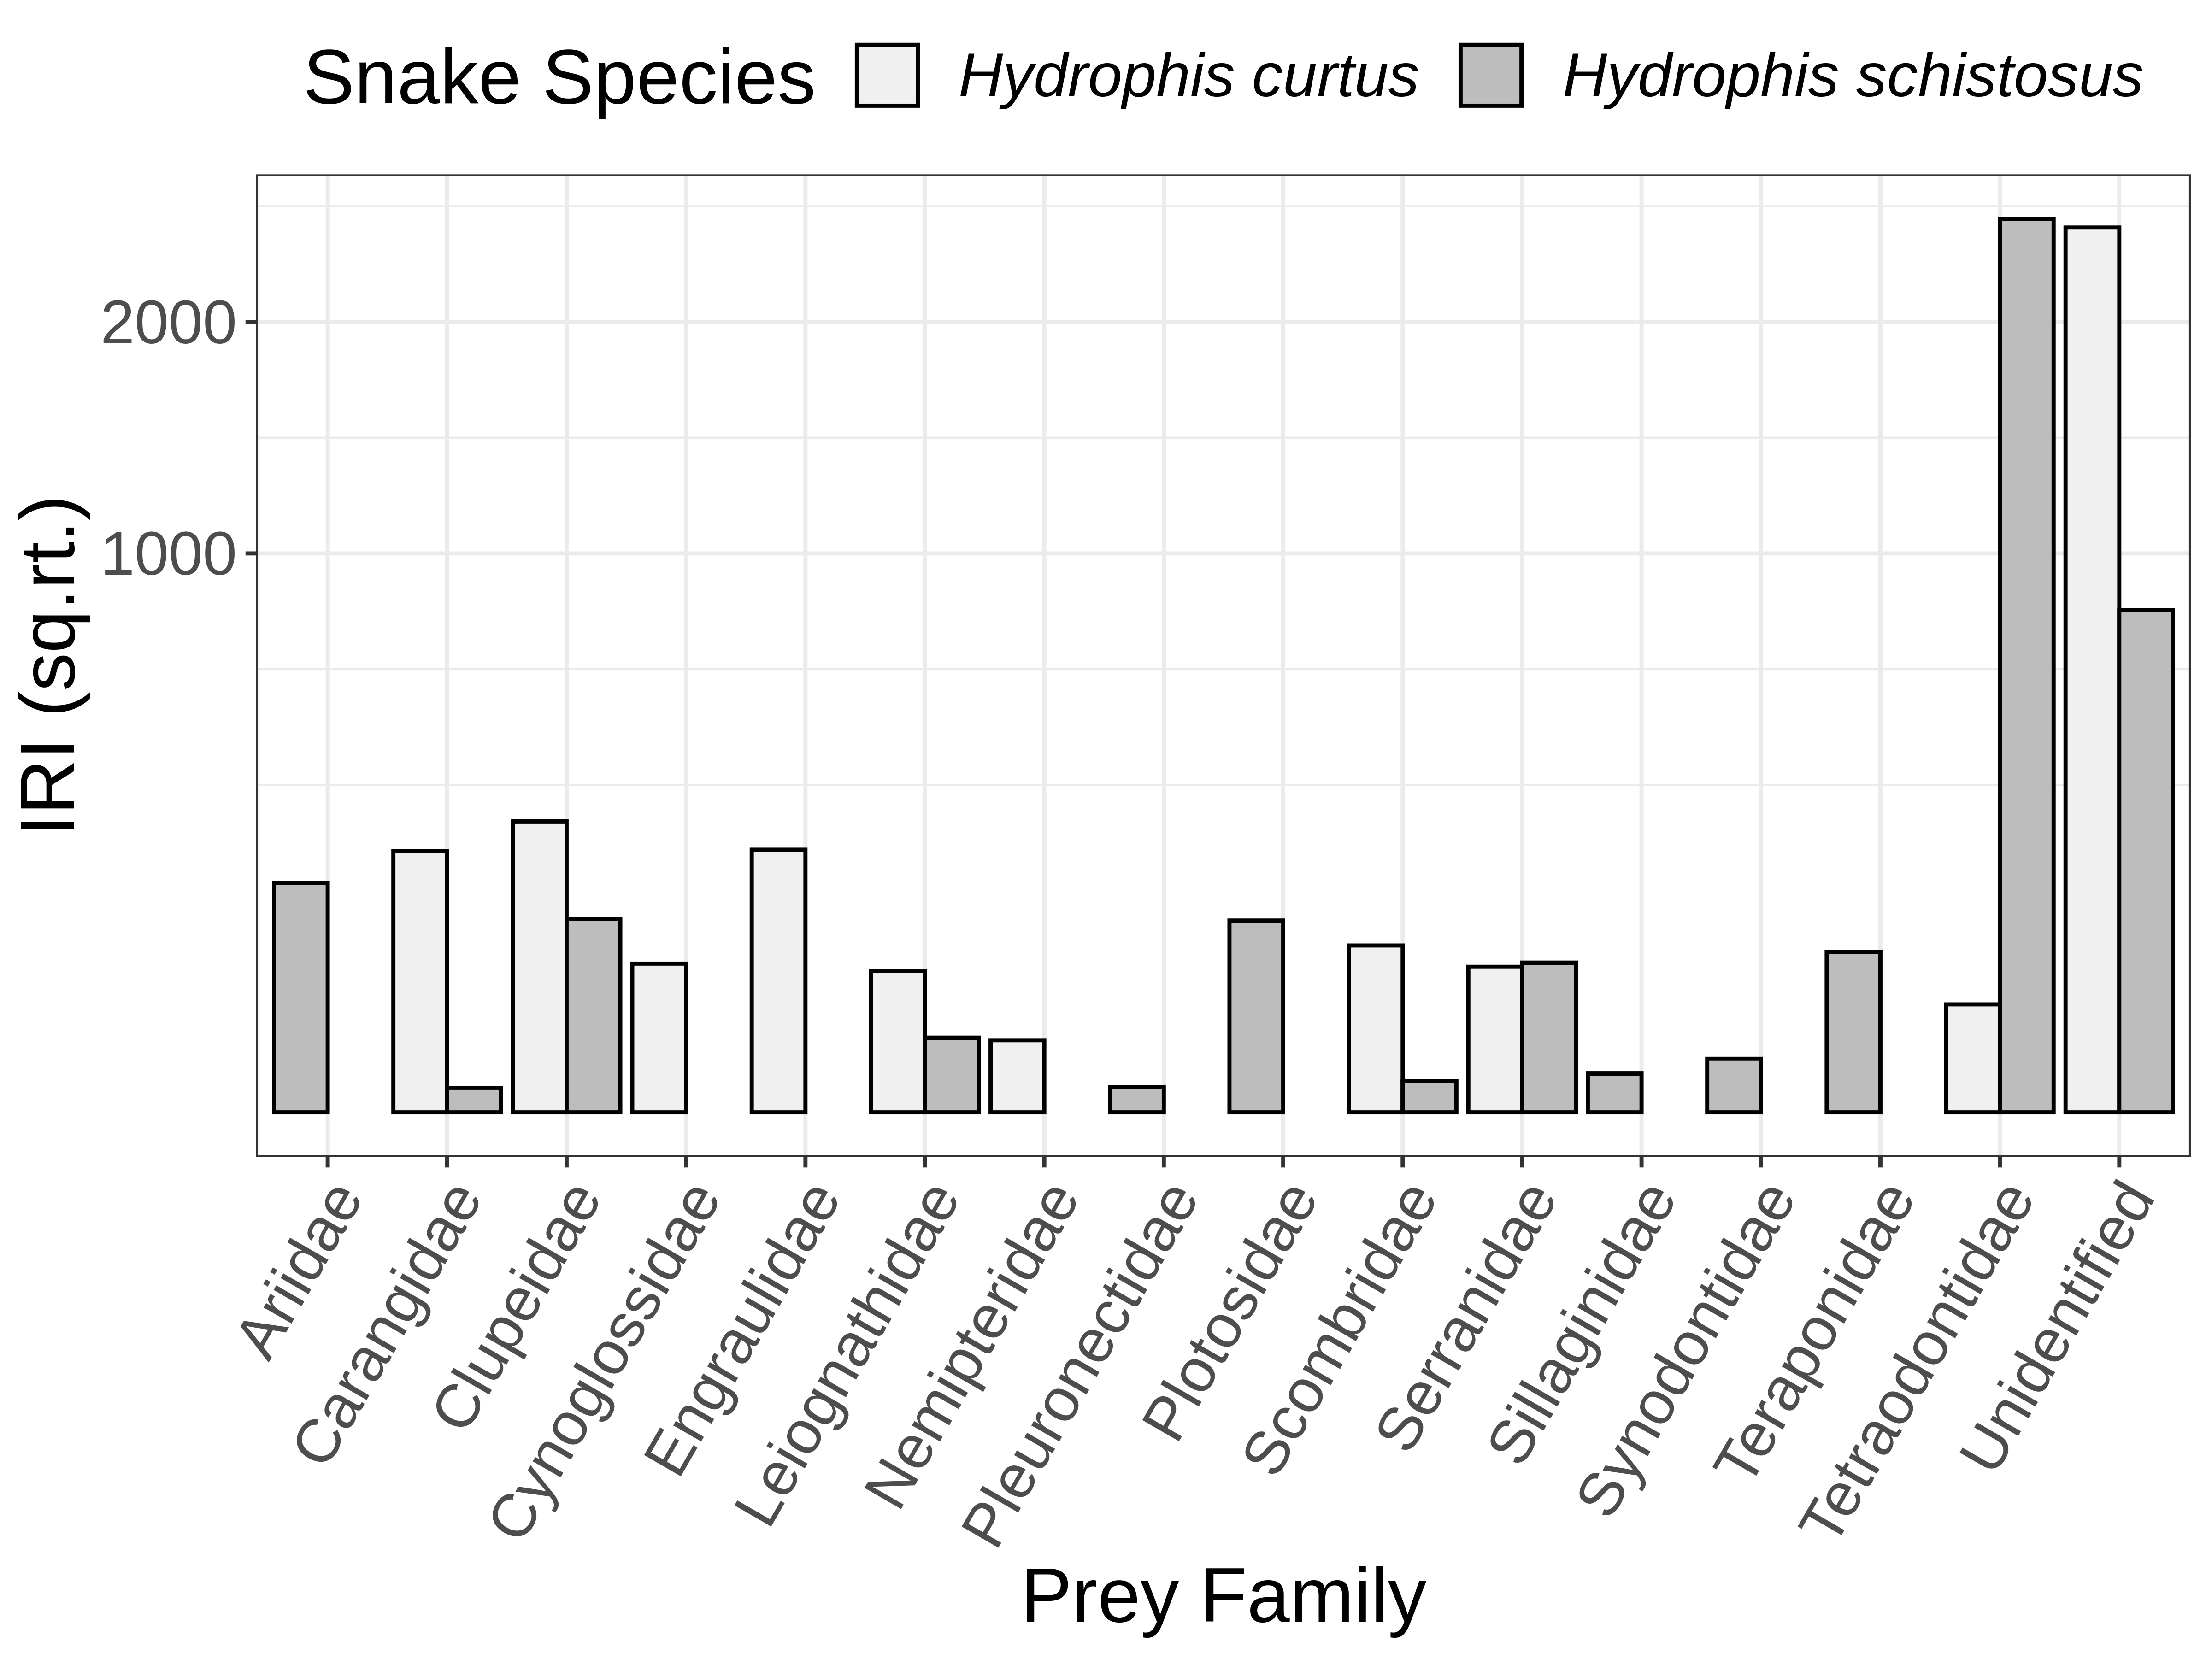 Snake Species Hydrophis curtus Hydrophis schistosus
2000
1000
IRI (sq.rt.)
Ariidae
Carangidae
Clupeidae
Cynoglossidae
Engraulidae
Leiognathidae
Nemipteridae
Pleuronectidae
Plotosidae
Scombridae
Serranidae
Sillaginidae
Synodontidae
Teraponidae
Tetraodontidae
Unidentified
Prey Family